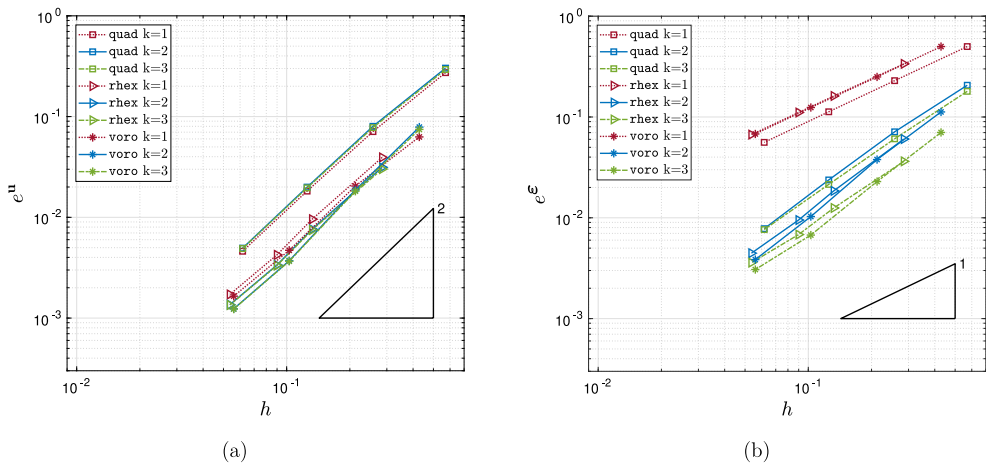 10^0
10^-1
10^-2
10^-3
e^u
quad k=1
quad k=2
quad k=3
rhex k=1
rhex k=2
rhex k=3
voro k=1
voro k=2
voro k=3
2
10^-2
10^-1
h
(a)
10^0
10^-1
10^-2
10^-3
e^ε
quad k=1
quad k=2
quad k=3
rhex k=1
rhex k=2
rhex k=3
voro k=1
voro k=2
voro k=3
1
10^-2
10^-1
h
(b)